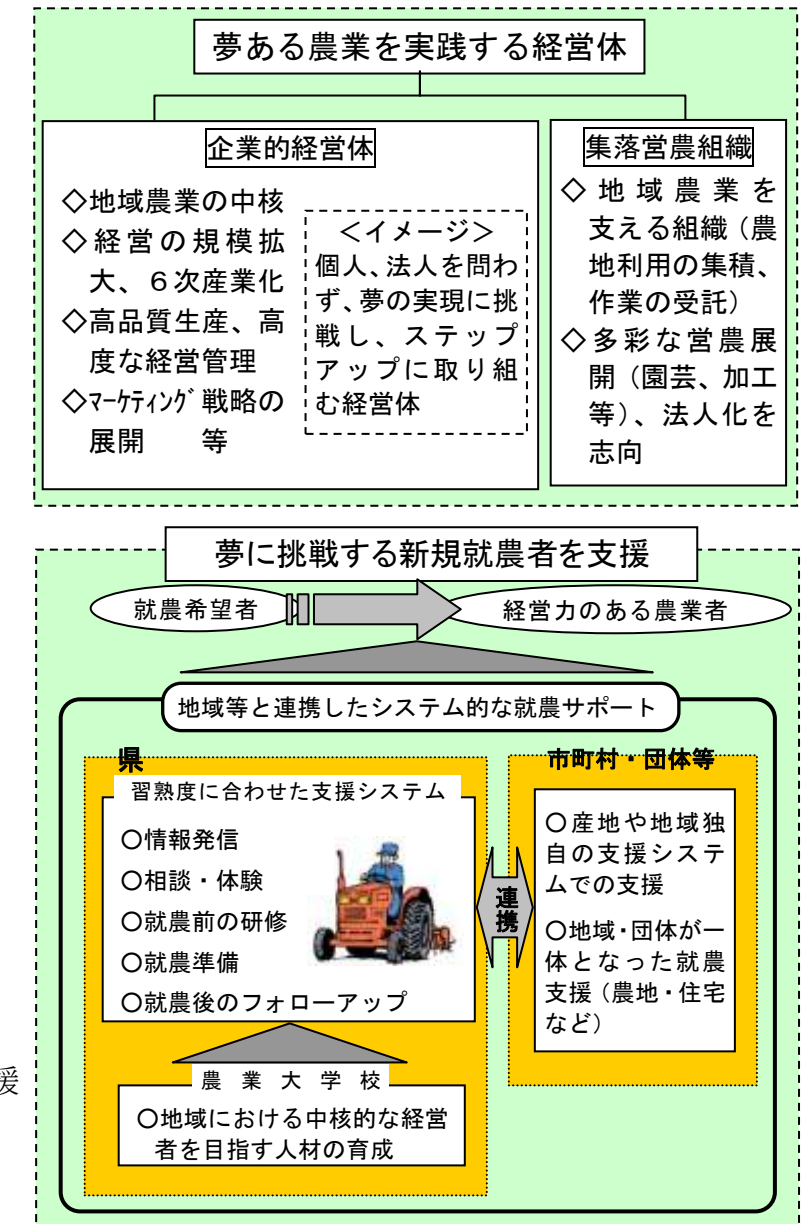 夢ある農業を実践する経営体
企業的経営体
◇地域農業の中核
◇経営の規模拡
大、６次産業化
◇高品質生産、高
度な経営管理
◇ﾏｰｹﾃｨﾝｸﾞ戦略の
展開　等
＜イメージ＞
個人、法人を問わ
ず、夢の実現に挑
戦し、ステップ
アップに取り組
む経営体
集落営農組織
◇地域農業を
支える組織（農
地利用の集積、
作業の受託）
◇多彩な営農展
開（園芸、加工
等）、法人化を
志向
夢に挑戦する新規就農者を支援
就農希望者
経営力のある農業者
地域等と連携したシステム的な就農サポート
県
習熟度に合わせた支援システム
○情報発信
○相談・体験
○就農前の研修
○就農準備
○就農後のフォローアップ
農業大学校
○地域における中核的な経営
者を目指す人材の育成
連携
市町村・団体等
○産地や地域独
自の支援システ
ムでの支援
○地域・団体が一
体となった就農
支援（農地・住宅
など）
援